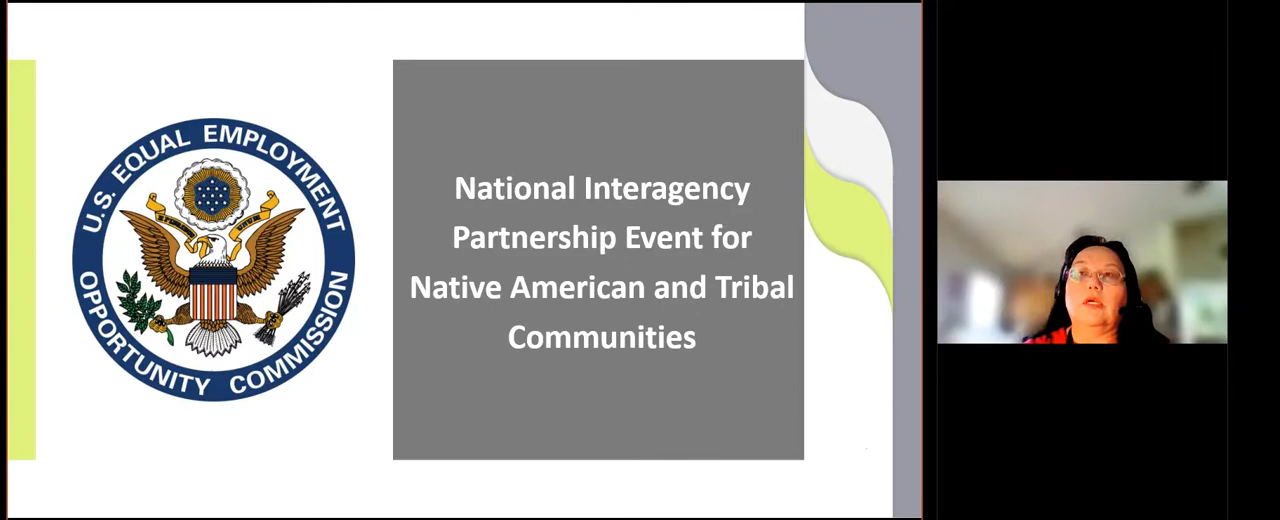 U.S. EQUAL EMPLOYMENT
OPPORTUNITY COMMISSION
National Interagency
Partnership Event for
Native American and Tribal
Communities